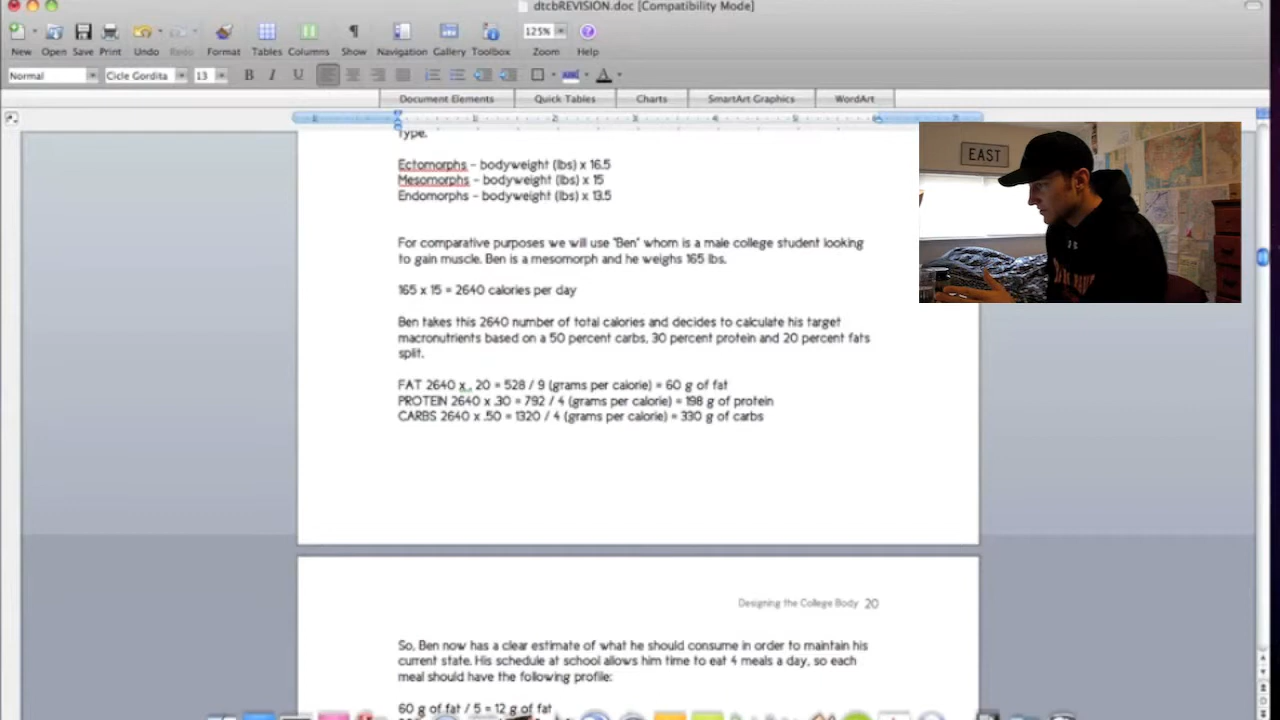 dtcbREVISION.doc [Compatibility Mode]
New Open Save Print Undo Redo Format Tables Columns Show Navigation Gallery Toolbox Zoom Help
125%
Normal Cicle Gordita 13 B I U
Document Elements Quick Tables Charts SmartArt Graphics WordArt
Type.
EAST
Ectomorphs – bodyweight (lbs) x 16.5
Mesomorphs – bodyweight (lbs) x 15
Endomorphs – bodyweight (lbs) x 13.5
For comparative purposes we will use "Ben" whom is a male college student looking
to gain muscle. Ben is a mesomorph and he weighs 165 lbs.
165 x 15 = 2640 calories per day
Ben takes this 2640 number of total calories and decides to calculate his target
macronutrients based on a 50 percent carbs, 30 percent protein and 20 percent fats
split.
FAT 2640 x . 20 = 528 / 9 (grams per calorie) = 60 g of fat
PROTEIN 2640 x .30 = 792 / 4 (grams per calorie) = 198 g of protein
CARBS 2640 x .50 = 1320 / 4 (grams per calorie) = 330 g of carbs
Designing the College Body 20
So, Ben now has a clear estimate of what he should consume in order to maintain his
current state. His schedule at school allows him time to eat 4 meals a day, so each
meal should have the following profile:
60 g of fat / 5 = 12 g of fat